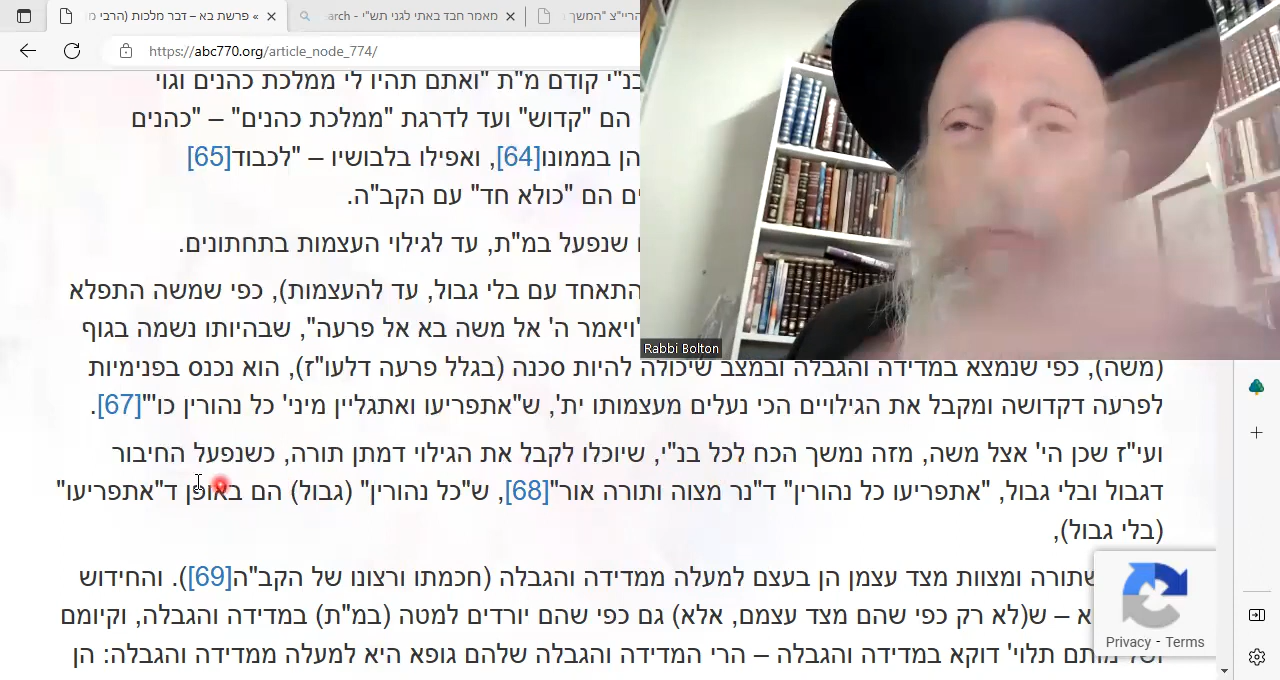 » פרשת בא – דבר מלכות (הרבי מ
מאמר חבד באתי לגני תש"י - arch
הריי"צ "המשך
https://abc770.org/article_node_774/
בנ"י קודם מ"ת "ואתם תהיו לי ממלכת כהנים וגוי
הם "קדוש" ועד לדרגת "ממלכת כהנים" – "כהנים
הן בממונו[64], ואפילו בלבושיו – "לכבוד[65]
ים הם "כולא חד" עם הקב"ה.
שנפעל במ"ת, עד לגילוי העצמות בתחתונים.
התאחד עם בלי גבול, עד להעצמות), כפי שמשה התפלא
'ויאמר ה' אל משה בא אל פרעה", שבהיותו נשמה בגוף
(משה), כפי שנמצא במדידה והגבלה ובמצב שיכולה להיות סכנה (בגלל פרעה דלעו"ז), הוא נכנס בפנימיות
לפרעה דקדושה ומקבל את הגילויים הכי נעלים מעצמותו ית', ש"אתפריעו ואתגליין מיני' כל נהורין כו'"[67].
ועי"ז שכן הי' אצל משה, מזה נמשך הכח לכל בנ"י, שיוכלו לקבל את הגילוי דמתן תורה, כשנפעל החיבור
דגבול ובלי גבול, "אתפריעו כל נהורין" ד"נר מצוה ותורה אור"[68], ש"כל נהורין" (גבול) הם באופן ד"אתפריעו"
(בלי גבול),
שתורה ומצוות מצד עצמן הן בעצם למעלה ממדידה והגבלה (חכמתו ורצונו של הקב"ה[69]). והחידוש
א – ש(לא רק כפי שהם מצד עצמם, אלא) גם כפי שהם יורדים למטה (במ"ת) במדידה והגבלה, וקיומם
תלוי' דוקא במדידה והגבלה – הרי המדידה והגבלה שלהם גופא היא למעלה ממדידה והגבלה: הן
Rabbi Bolton
Privacy - Terms